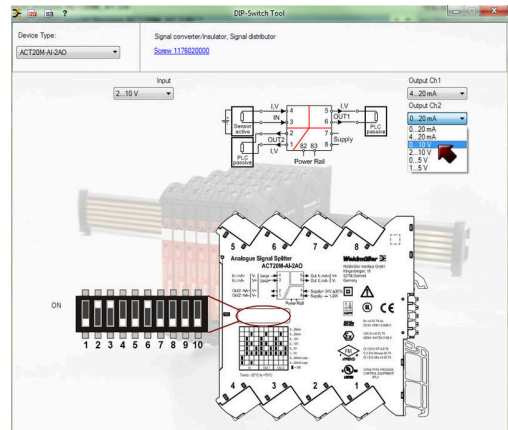 DIP-Switch Tool
Device Type:
ACT20M-AI-2AO
Signal converter/insulator, Signal distributor
Screw 1176020000
Input
2...10 V
Output Ch1
4...20 mA
Output Ch2
0...20 mA
0...20 mA
4...20 mA
0...10 V
2...10 V
0...5 V
1...5 V
I,V
I,V
Sensor active
IN
4
5
3
6
OUT1
PLC passive
2
7
OUT2
1
82 83
8
Supply
I,V
PLC passive
Power Rail
5 6 7 8
Analogue Signal Splitter
ACT20M-AI-2AO
Weidmüller
Power Rail
ON
1 2 3 4 5 6 7 8 9 10
FM
4 3 2 1